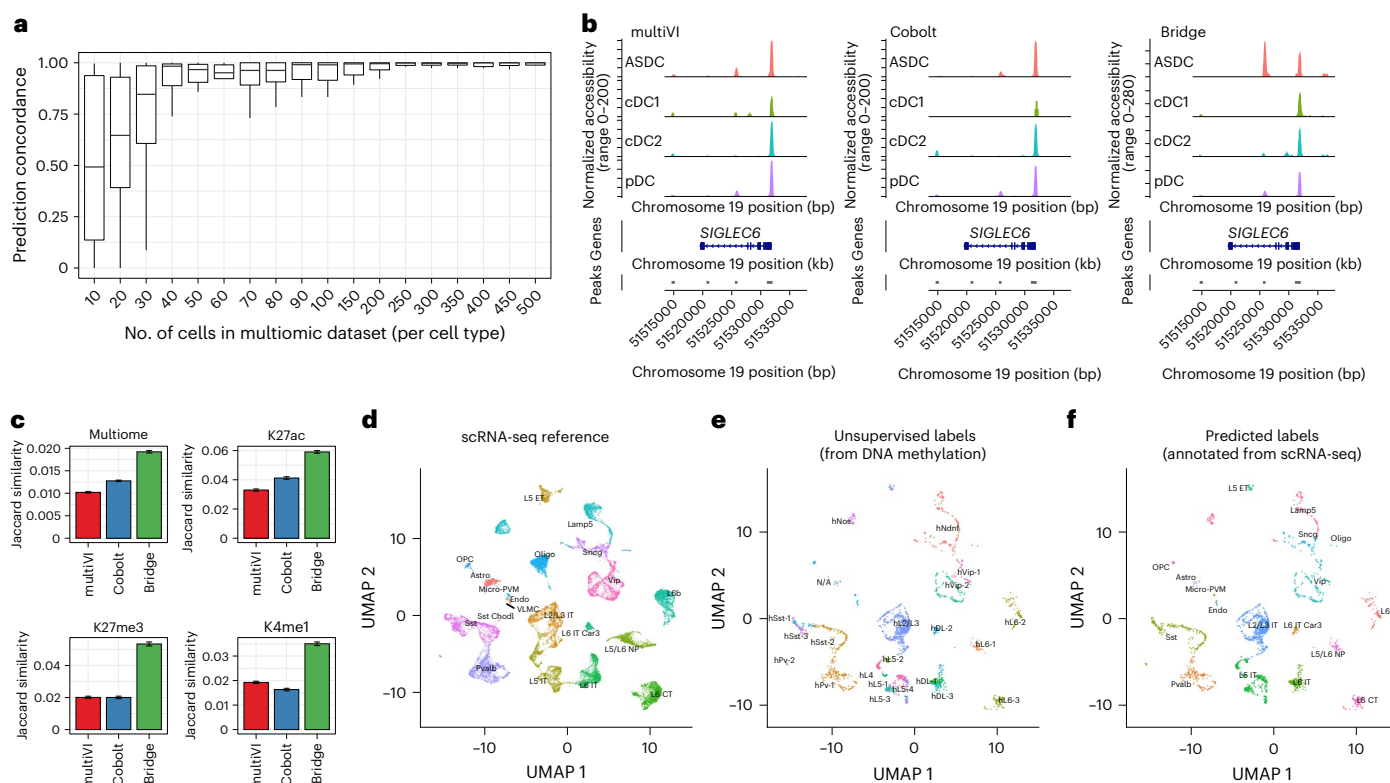 a
Prediction concordance
1.00
0.75
0.50
0.25
0
10 20 30 40 50 60 70 80 90 100 150 200 250 300 350 400 450 500
No. of cells in multiomic dataset (per cell type)
b
multiVI
Normalized accessibility
(range 0–200)
ASDC
cDC1
cDC2
pDC
Chromosome 19 position (bp)
Peaks Genes
SIGLEC6
Chromosome 19 position (kb)
51515000 51520000 51525000 51530000 51535000
Chromosome 19 position (bp)
Cobolt
Normalized accessibility
(range 0–200)
ASDC
cDC1
cDC2
pDC
Chromosome 19 position (bp)
Peaks Genes
SIGLEC6
Chromosome 19 position (kb)
51515000 51520000 51525000 51530000 51535000
Chromosome 19 position (bp)
Bridge
Normalized accessibility
(range 0–280)
ASDC
cDC1
cDC2
pDC
Chromosome 19 position (bp)
Peaks Genes
SIGLEC6
Chromosome 19 position (kb)
51515000 51520000 51525000 51530000 51535000
Chromosome 19 position (bp)
c
Multiome
Jaccard similarity
0.020
0.015
0.010
0.005
0
multiVI Cobolt Bridge
K27ac
Jaccard similarity
0.06
0.04
0.02
0
multiVI Cobolt Bridge
K27me3
Jaccard similarity
0.04
0.02
0
multiVI Cobolt Bridge
K4me1
Jaccard similarity
0.03
0.02
0.01
0
multiVI Cobolt Bridge
d
scRNA-seq reference
UMAP 2
10
0
−10
L5 ET
Lamp5
OPC
Oligo
Sncg
Astro
Micro-PVM
Vip
Endo
VLMC
L6b
Sst Chodl
Sst
L2/L3 IT
L6 IT Car3
L5/L6 NP
Pvalb
L5 IT
L6 IT
L6 CT
−10 0 10
UMAP 1
e
Unsupervised labels
(from DNA methylation)
UMAP 2
10
0
−10
hNos
hNdnf
N/A
hVip-1
hVip-2
hSst-1
hSst-3
hSst-2
hL2/L3
hDL-2
hL6-2
hL6-1
hPv-2
hL5-2
hL4
hPv-1
hL5-1
hL5-4
hL5-3
hDL-1
hDL-3
hL6-3
−10 0 10
UMAP 1
f
Predicted labels
(annotated from scRNA-seq)
UMAP 2
10
0
−10
L5 ET
Lamp5
Sncg
Oligo
OPC
Astro
Micro-PVM
Vip
Endo
L6
Sst
L2/L3 IT
L6 IT Car3
L5/L6 NP
Pvalb
L5 IT
L6 IT
L6 CT
−10 0 10
UMAP 1